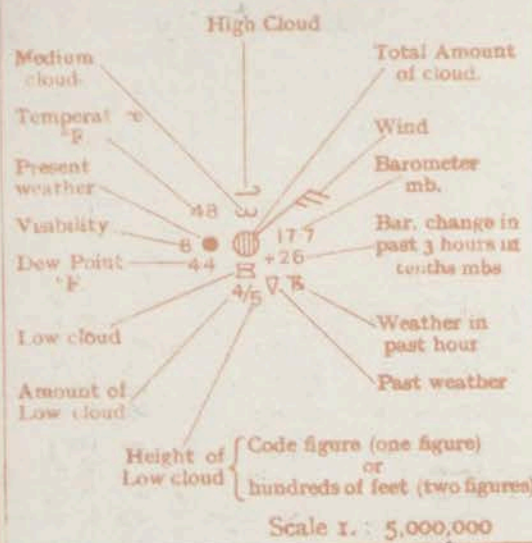 High Cloud
Medium cloud.
Total Amount of cloud.
Temperat e °F
Wind
Present weather
Barometer mb.
48
Visibility
8
177
Bar. change in past 3 hours in tenths mbs
+26
Dew Point °F
44
4/5
Low cloud
Weather in past hour
Amount of Low cloud
Past weather
Height of Low cloud
Code figure (one figure)
or
hundreds of feet (two figures)
Scale 1. : 5,000,000